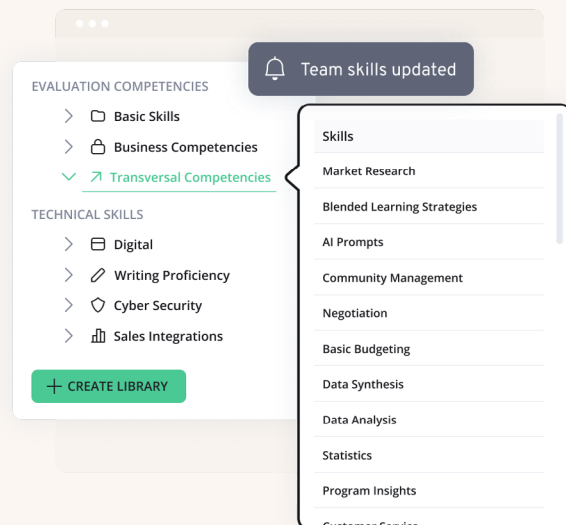 Team skills updated
EVALUATION COMPETENCIES
Basic Skills
Business Competencies
Transversal Competencies
TECHNICAL SKILLS
Digital
Writing Proficiency
Cyber Security
Sales Integrations
CREATE LIBRARY
Skills
Market Research
Blended Learning Strategies
AI Prompts
Community Management
Negotiation
Basic Budgeting
Data Synthesis
Data Analysis
Statistics
Program Insights
Customer Service